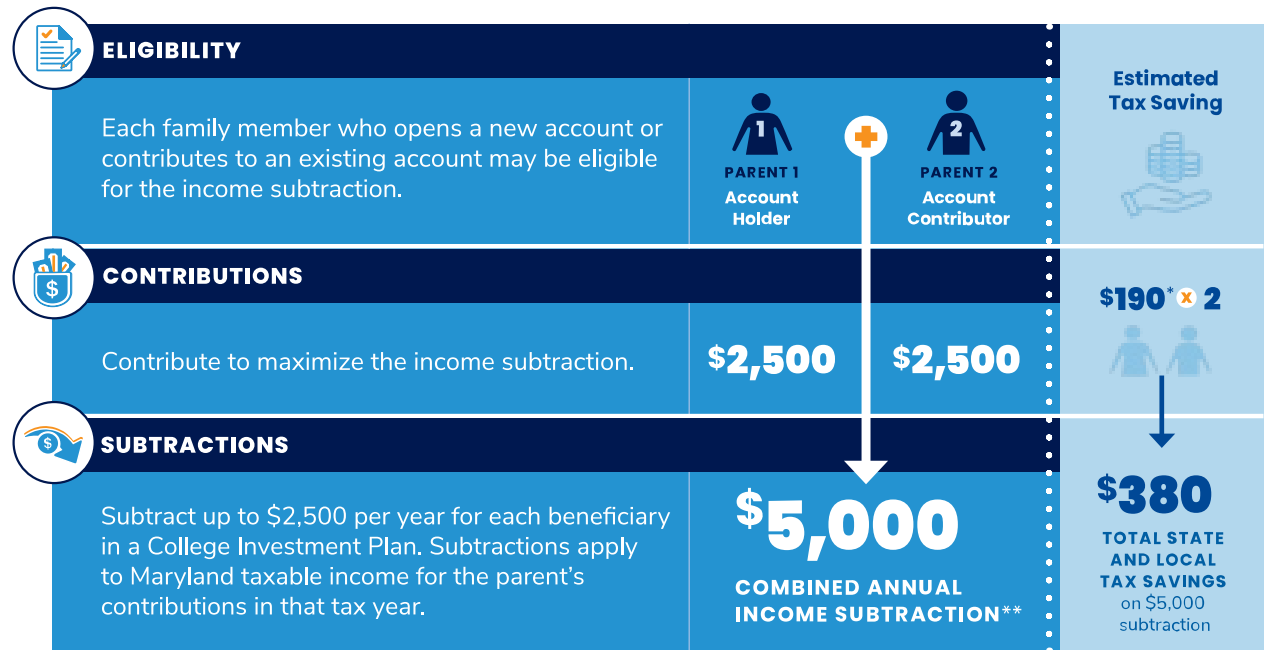 ELIGIBILITY
Each family member who opens a new account or
contributes to an existing account may be eligible
for the income subtraction.
1
PARENT 1
Account
Holder
2
PARENT 2
Account
Contributor
Estimated
Tax Saving
CONTRIBUTIONS
$
Contribute to maximize the income subtraction.
$2,500
$2,500
$190* x 2
SUBTRACTIONS
$
Subtract up to $2,500 per year for each beneficiary
in a College Investment Plan. Subtractions apply
to Maryland taxable income for the parent's
contributions in that tax year.
$5,000
COMBINED ANNUAL
INCOME SUBTRACTION**
$380
TOTAL STATE
AND LOCAL
TAX SAVINGS
on $5,000
subtraction